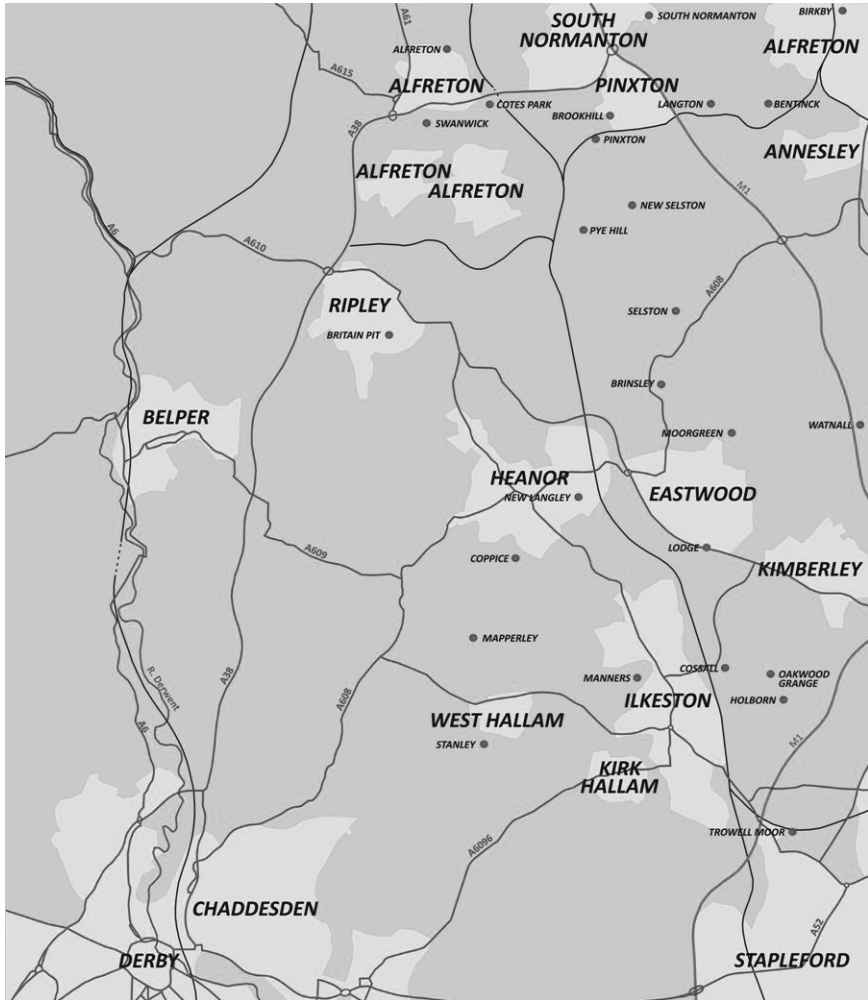 A61
SOUTH
NORMANTON
SOUTH NORMANTON
BIRKBY
ALFRETON
ALFRETON
A615
ALFRETON
PINXTON
COTES PARK
LANGTON
BENTINCK
A38
SWANWICK
BROOKHILL
PINXTON
ANNESLEY
ALFRETON
ALFRETON
M1
NEW SELSTON
A6
PYE HILL
A610
A608
RIPLEY
SELSTON
BRITAIN PIT
BRINSLEY
BELPER
MOORGREEN
WATNALL
HEANOR
EASTWOOD
NEW LANGLEY
A609
LODGE
COPPICE
KIMBERLEY
MAPPERLEY
R. Derwent
A38
COSSALL
MANNERS
OAKWOOD
GRANGE
A608
ILKESTON
HOLBORN
A6
WEST HALLAM
STANLEY
M1
KIRK
HALLAM
TROWELL MOOR
A6096
CHADDESDEN
A52
DERBY
STAPLEFORD